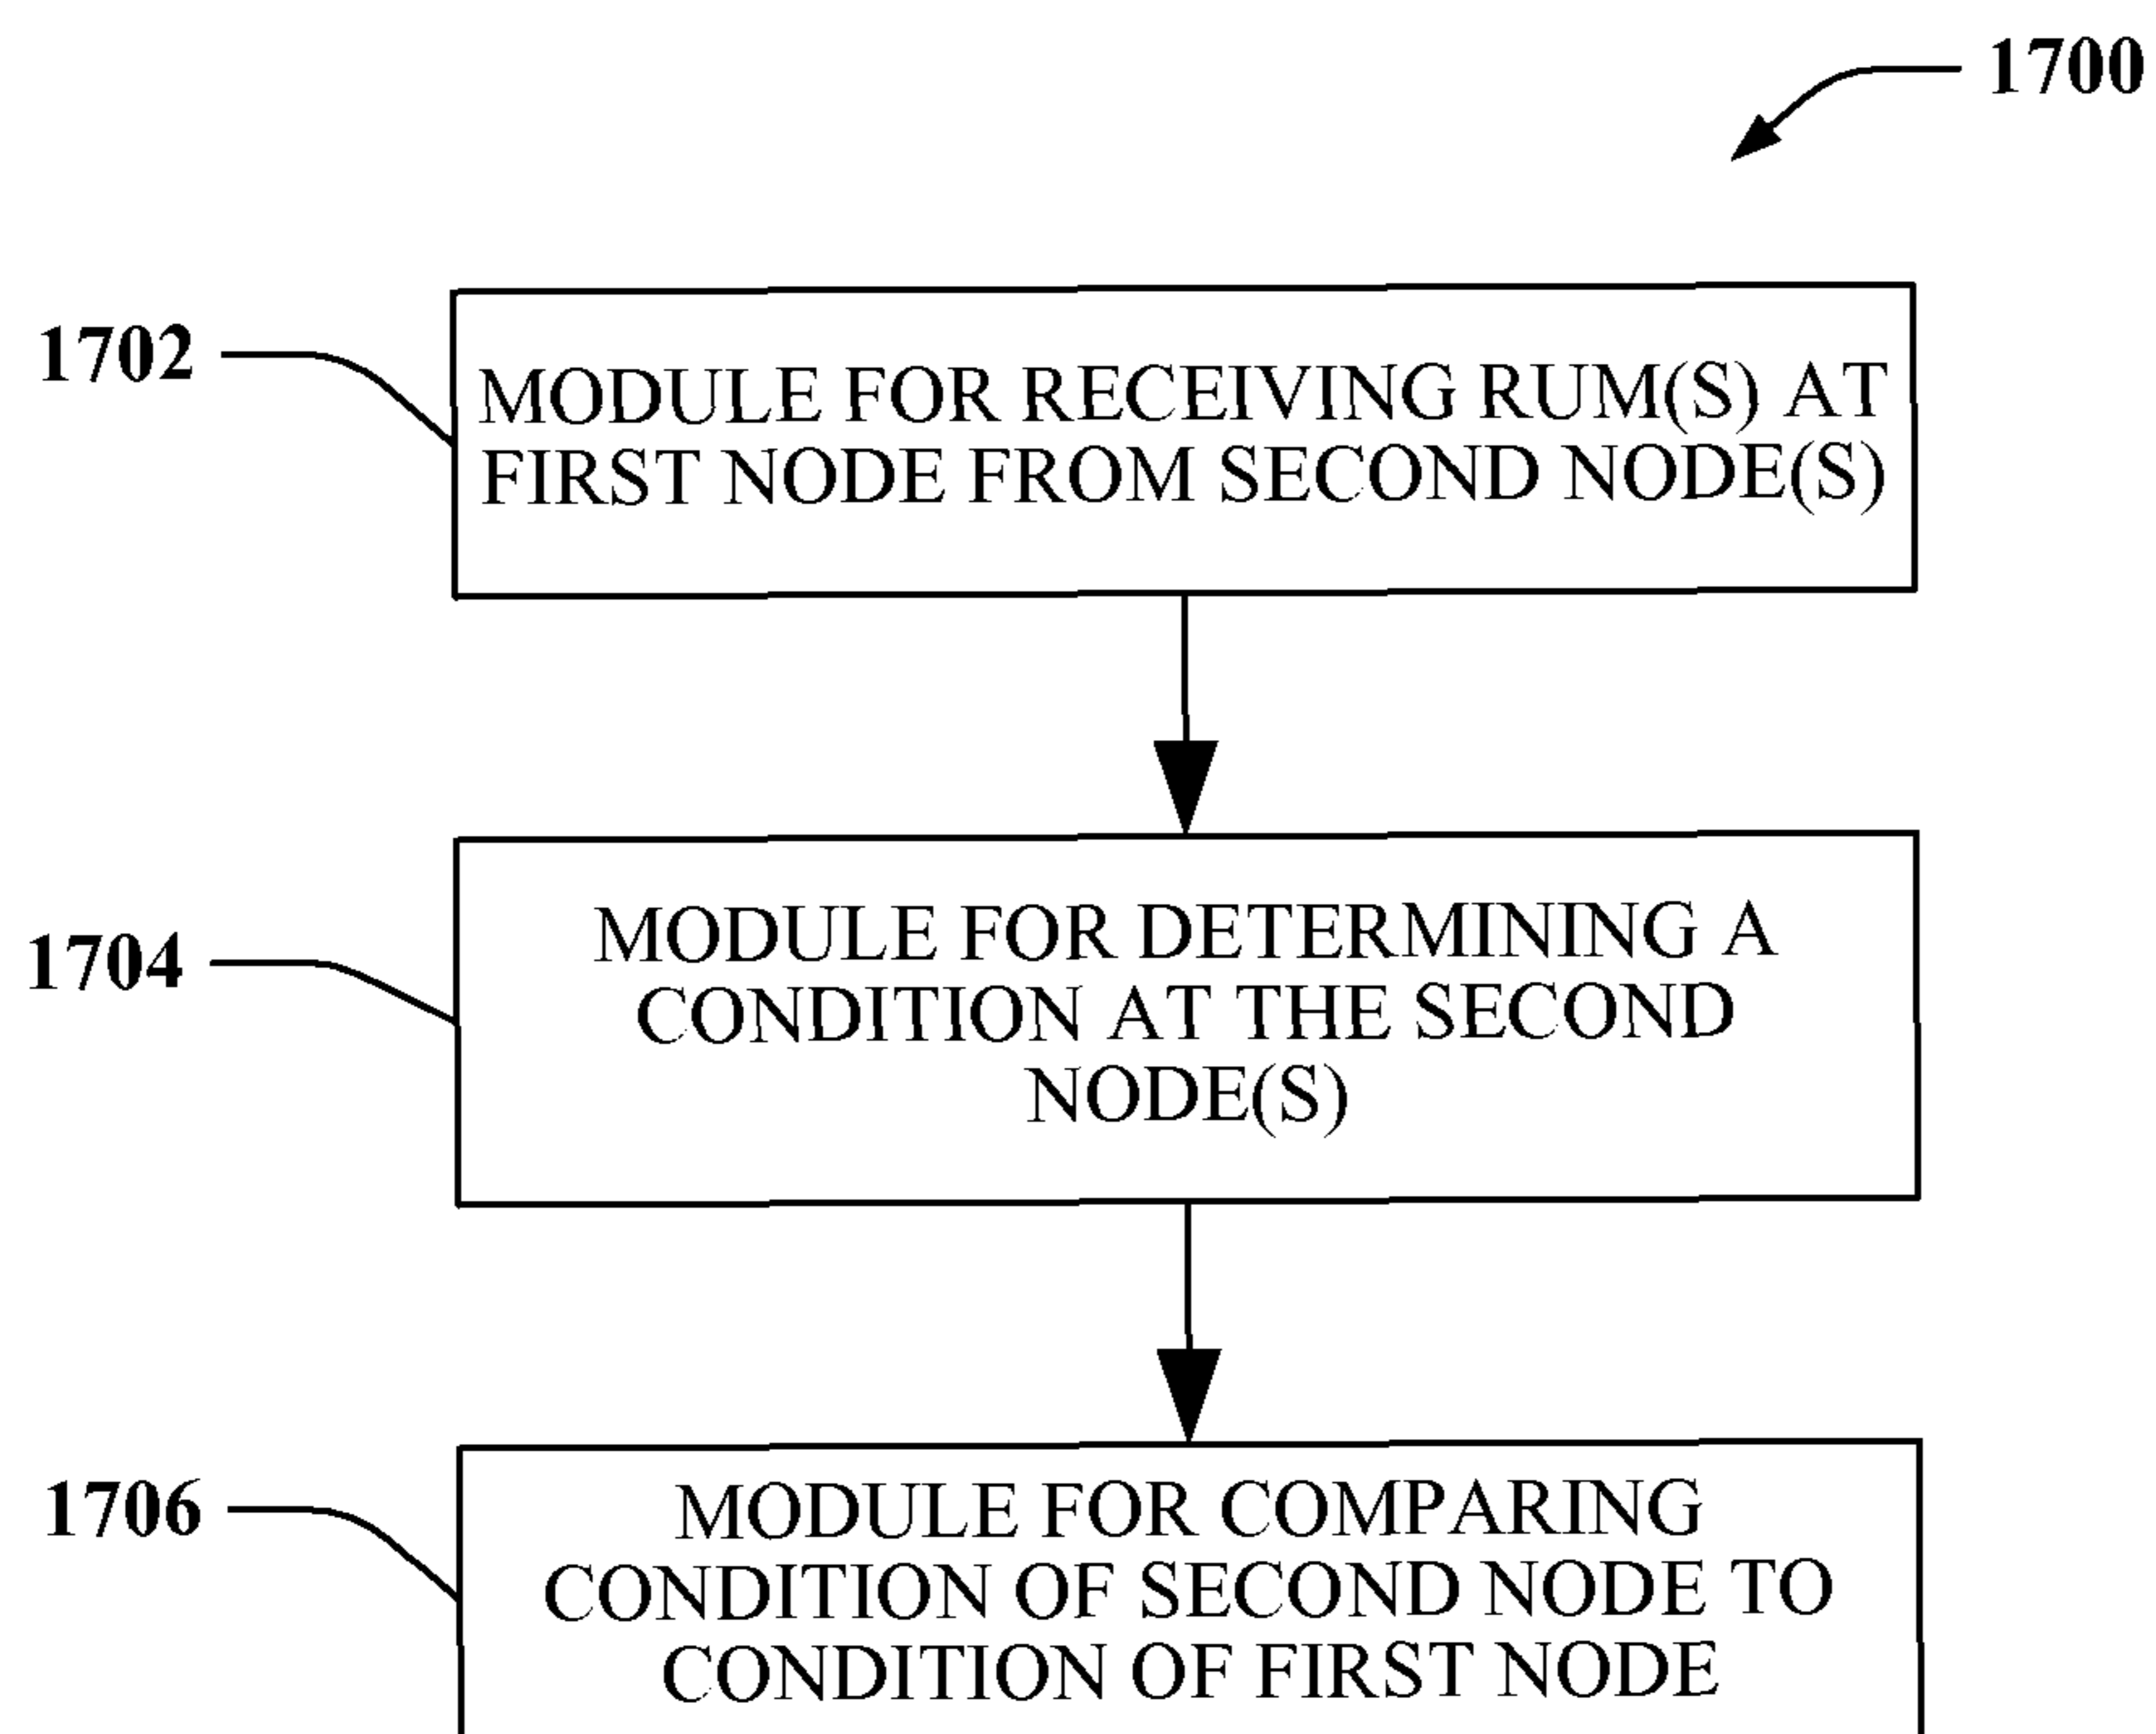 1700
1702
MODULE FOR RECEIVING RUM(S) AT
FIRST NODE FROM SECOND NODE(S)
1704
MODULE FOR DETERMINING A
CONDITION AT THE SECOND
NODE(S)
1706
MODULE FOR COMPARING
CONDITION OF SECOND NODE TO
CONDITION OF FIRST NODE